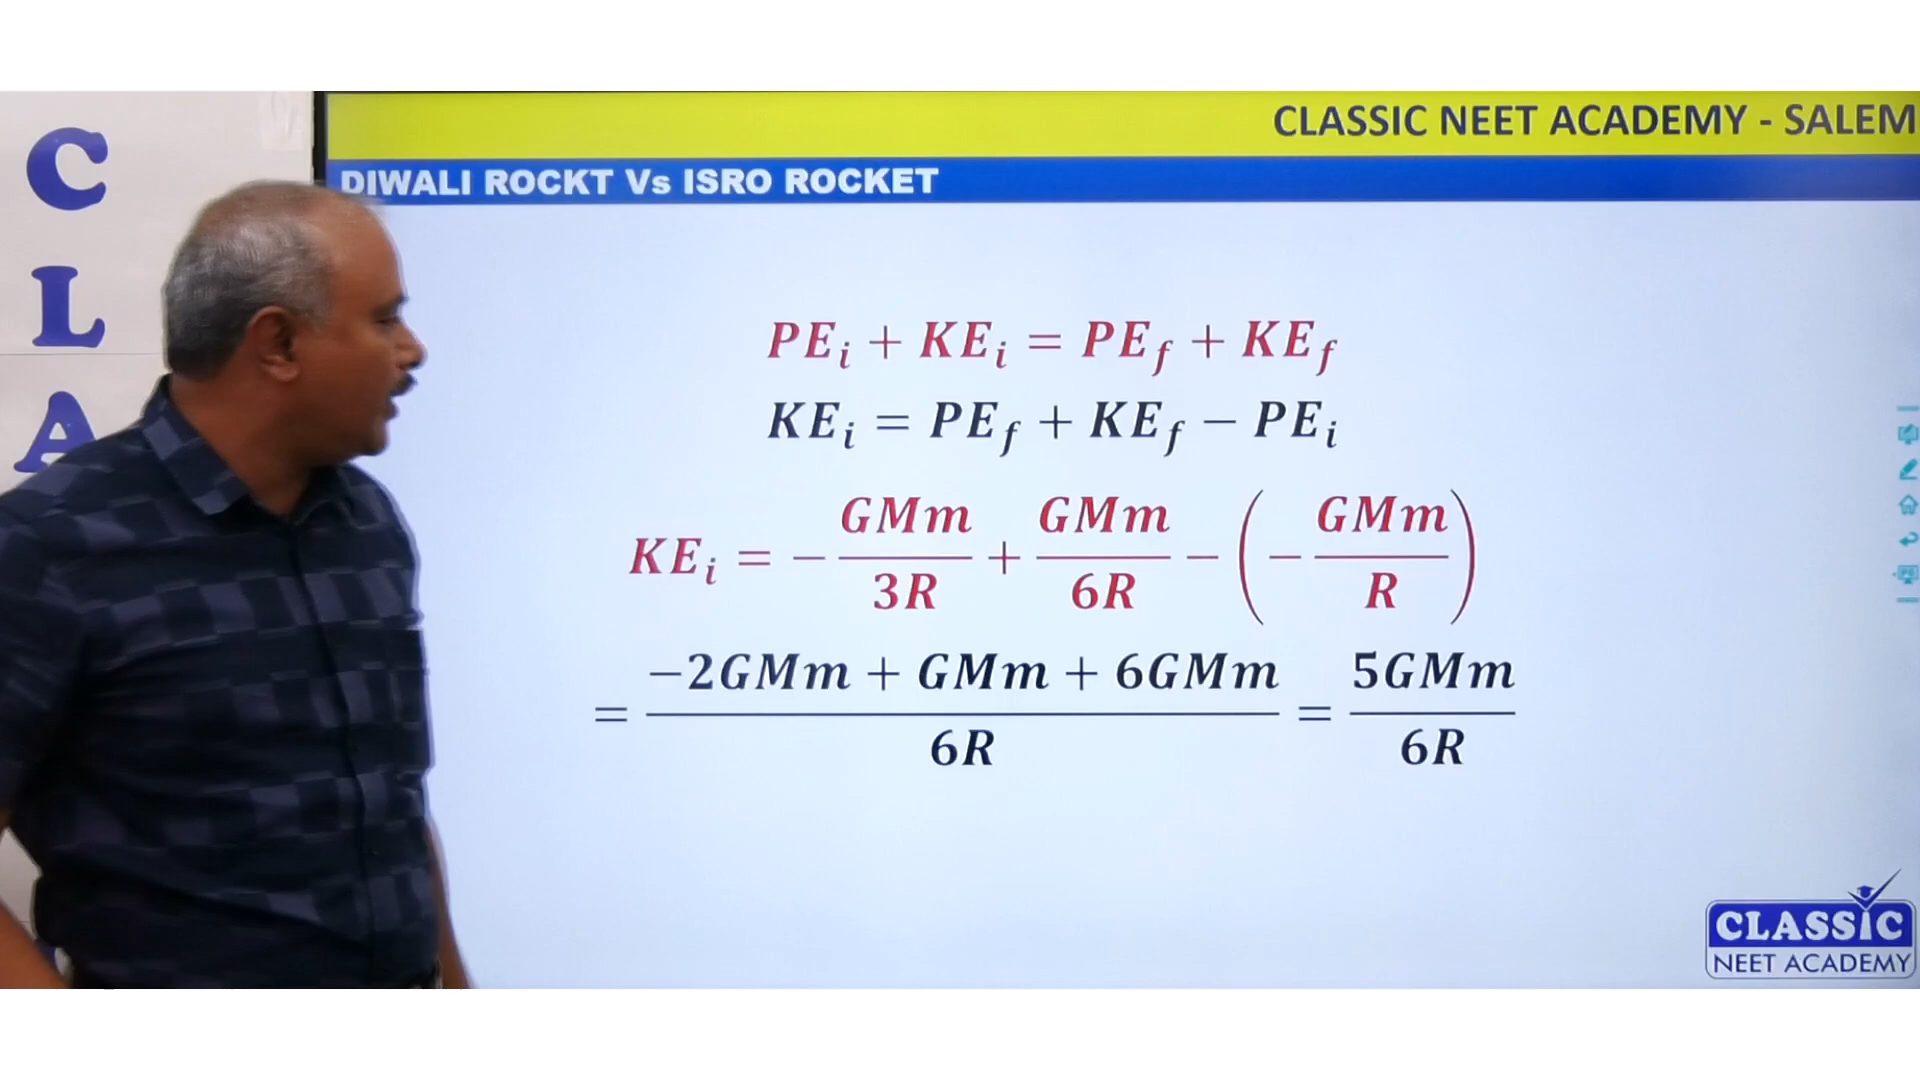 CLASSIC NEET ACADEMY - SALEM
DIWALI ROCKT Vs ISRO ROCKET
C
L
A
PE_i + KE_i = PE_f + KE_f
KE_i = PE_f + KE_f − PE_i
KE_i = −GMm/3R + GMm/6R − (−GMm/R)
= (−2GMm + GMm + 6GMm)/6R = 5GMm/6R
CLASSIC
NEET ACADEMY